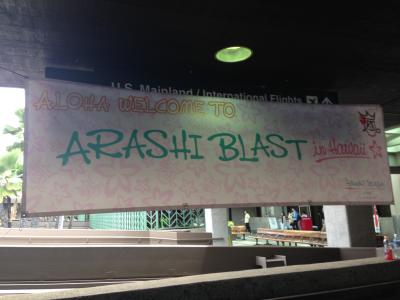 U.S. Mainland / International Flights
ALOHA WELCOME TO
ARASHI BLAST in Hawaii